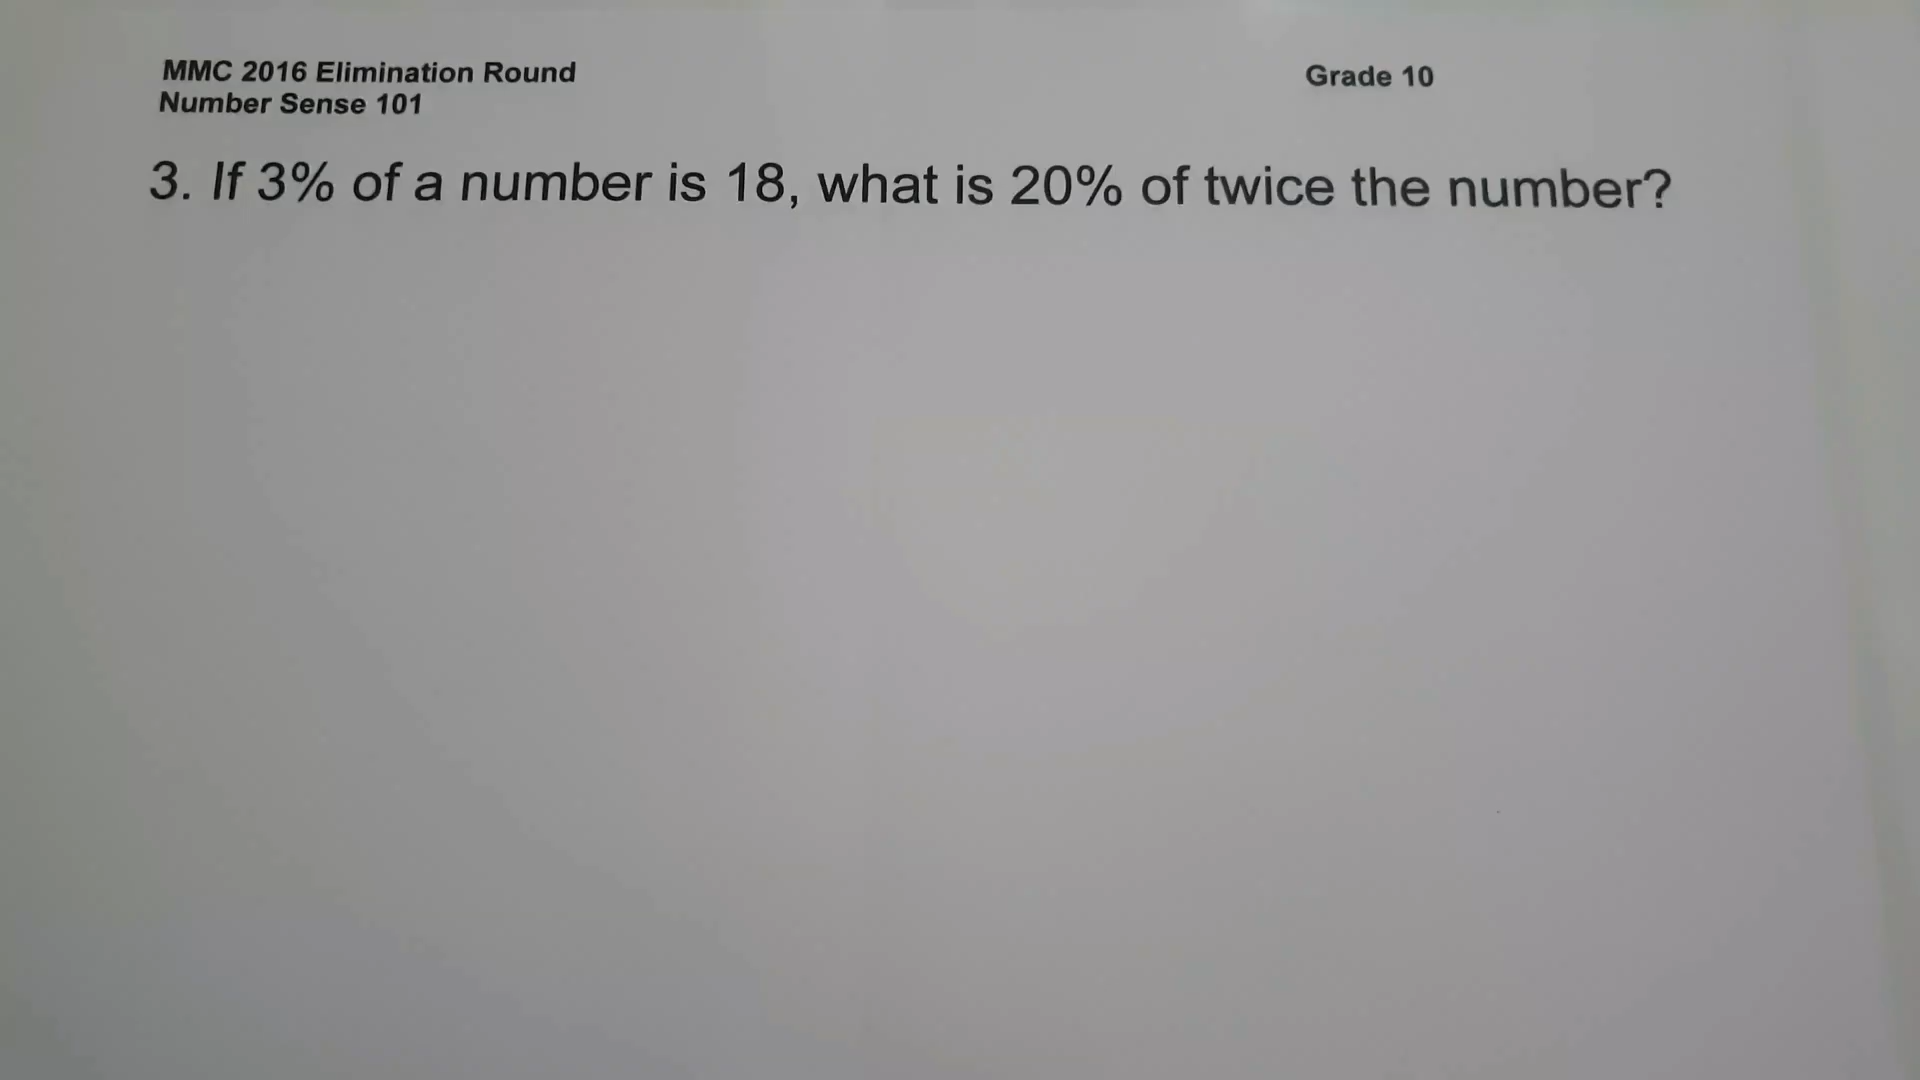 MMC 2016 Elimination Round
Grade 10
Number Sense 101
3. If 3% of a number is 18, what is 20% of twice the number?